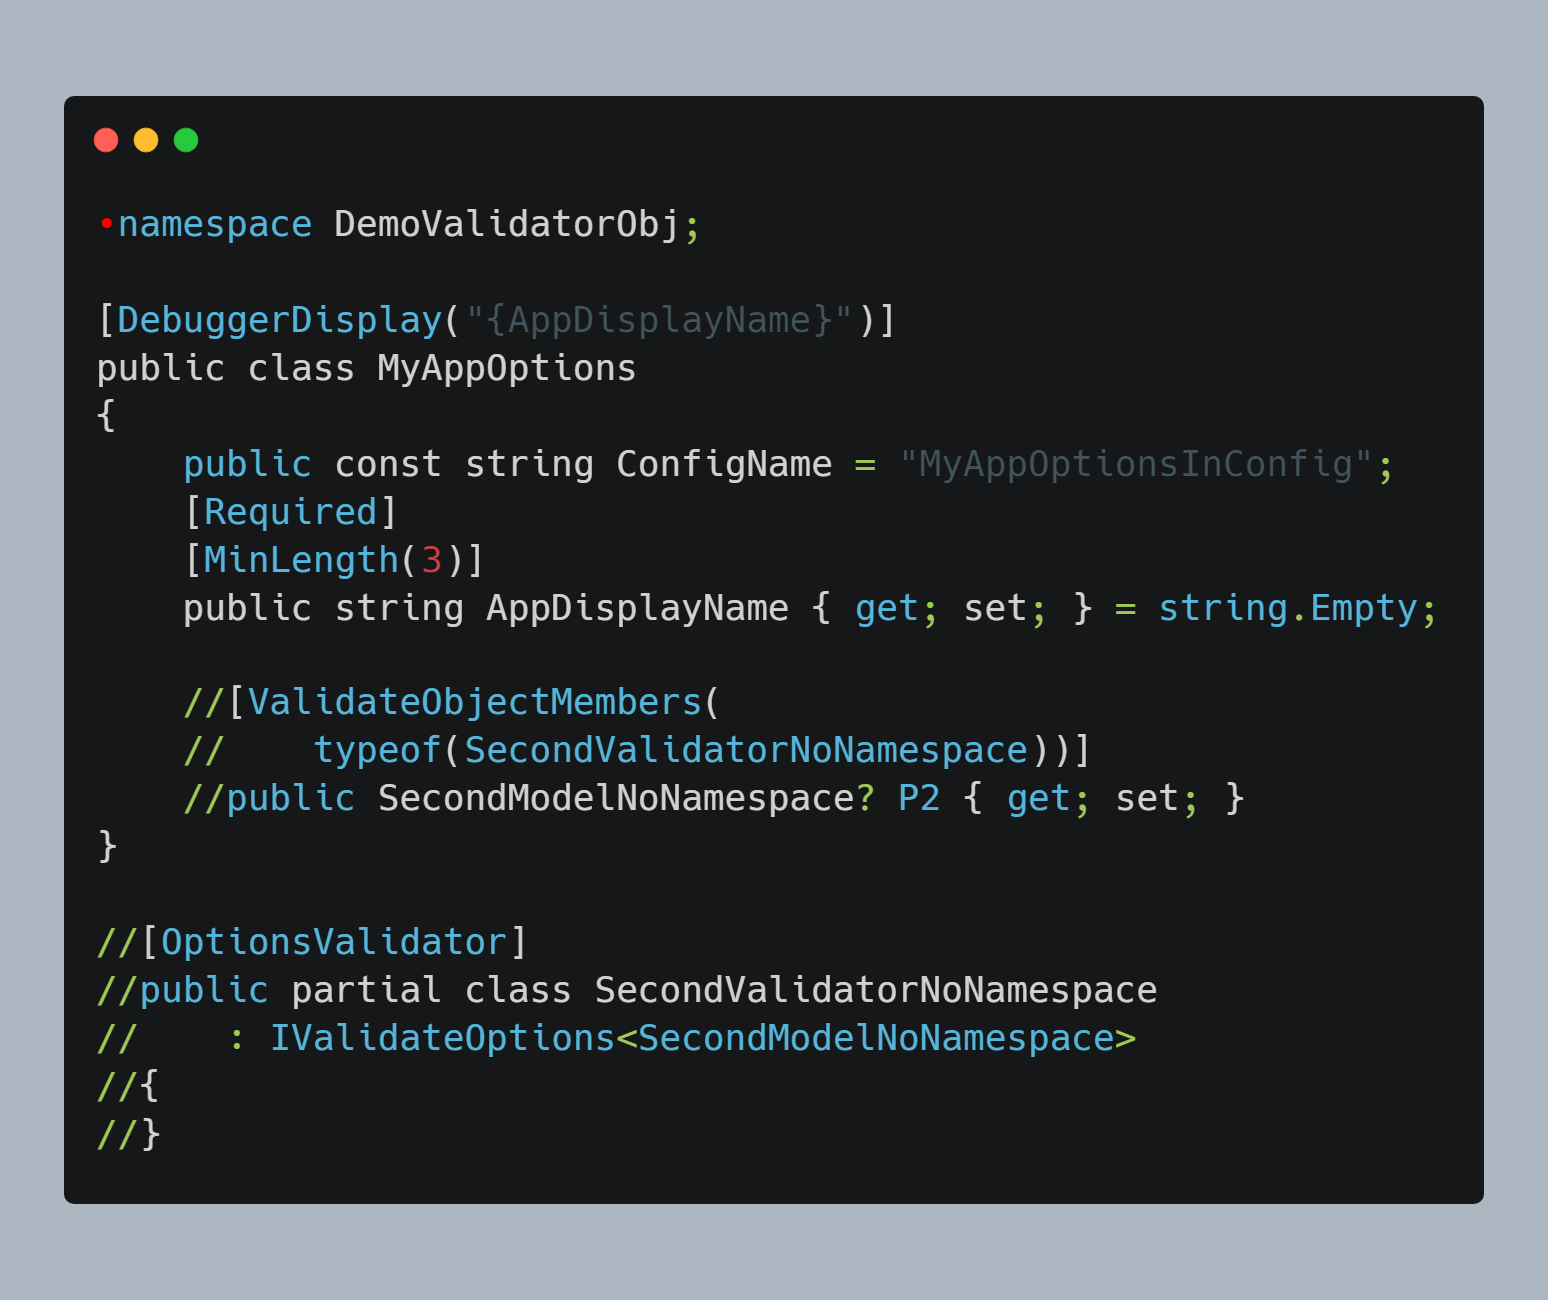 •namespace DemoValidatorObj;

[DebuggerDisplay("{AppDisplayName}")]
public class MyAppOptions
{
    public const string ConfigName = "MyAppOptionsInConfig";
    [Required]
    [MinLength(3)]
    public string AppDisplayName { get; set; } = string.Empty;

    //[ValidateObjectMembers(
    //    typeof(SecondValidatorNoNamespace))]
    //public SecondModelNoNamespace? P2 { get; set; }
}

//[OptionsValidator]
//public partial class SecondValidatorNoNamespace
//    : IValidateOptions<SecondModelNoNamespace>
//{
//}